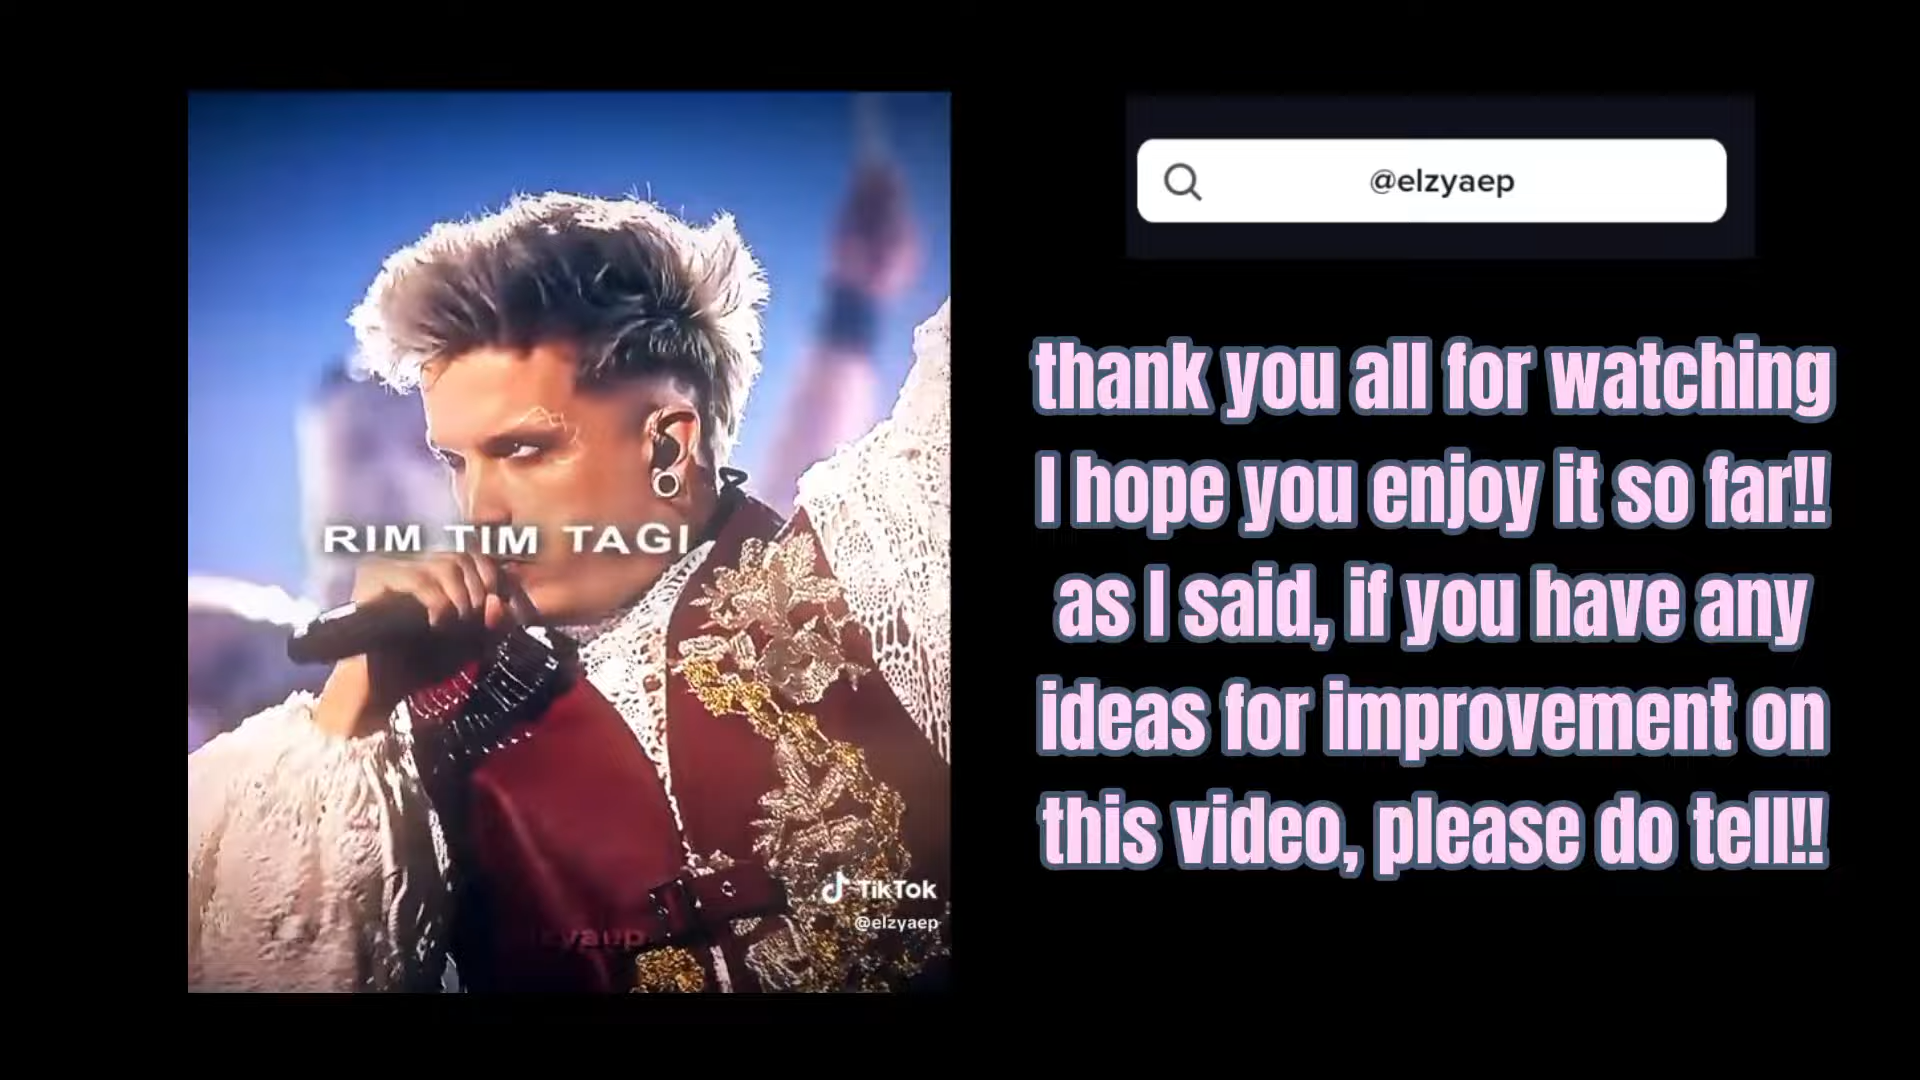 @elzyaep
thank you all for watching
I hope you enjoy it so far!!
as I said, if you have any
ideas for improvement on
this video, please do tell!!
RIM TIM TAGI
TikTok
@elzyaep